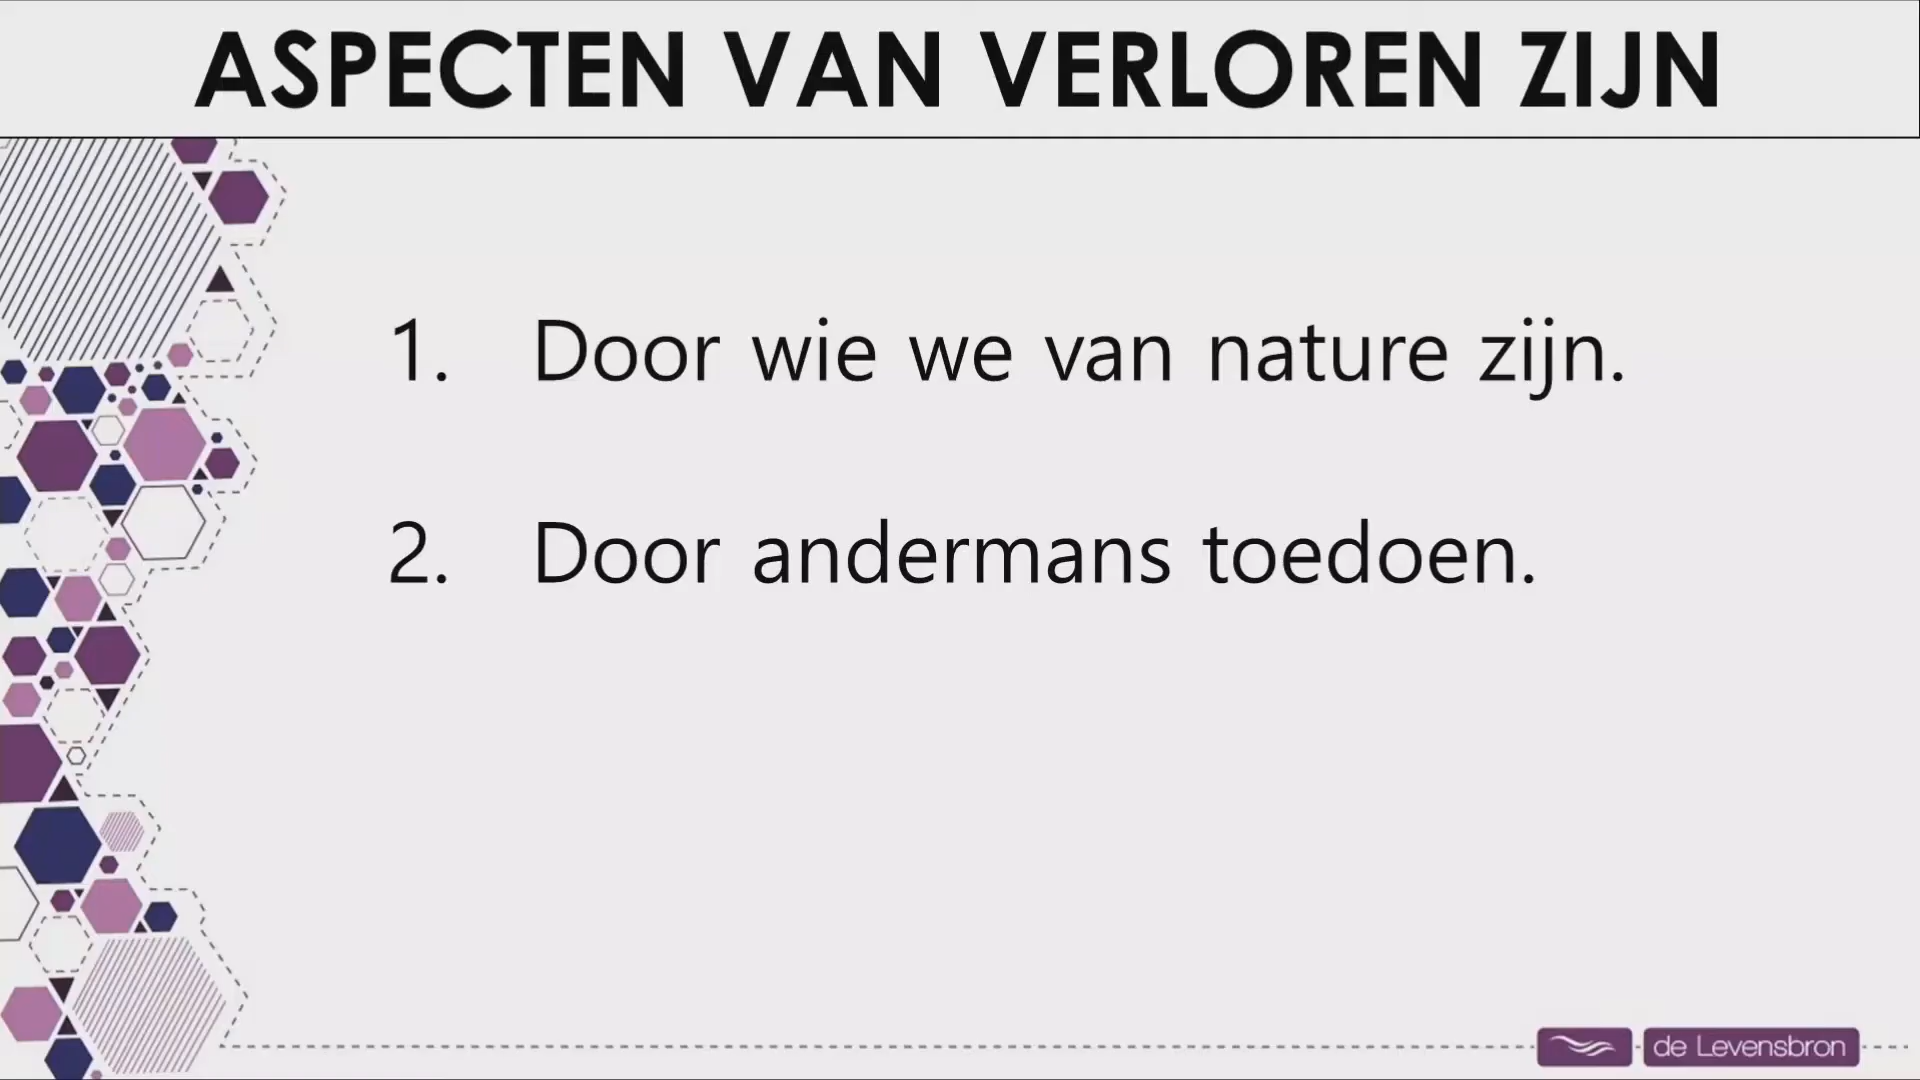 ASPECTEN VAN VERLOREN ZIJN
1. Door wie we van nature zijn.
2. Door andermans toedoen.
de Levensbron